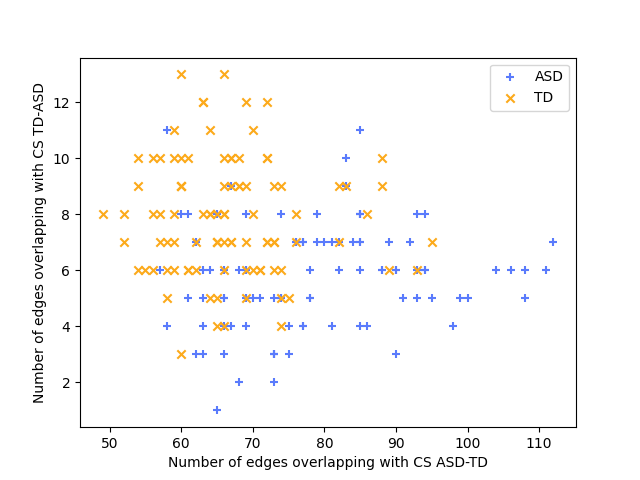 ASD
TD
12
10
8
6
4
2
Number of edges overlapping with CS TD-ASD
50 60 70 80 90 100 110
Number of edges overlapping with CS ASD-TD